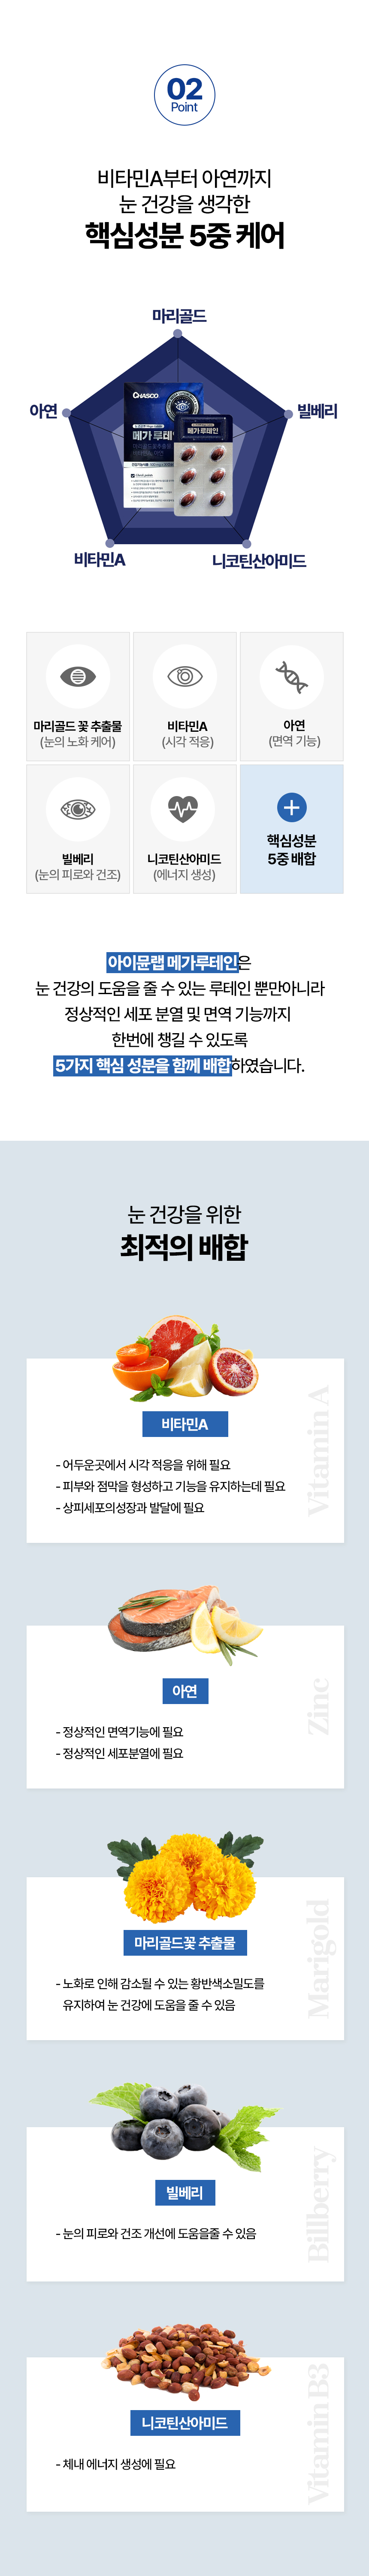 02
Point
비타민A부터 아연까지
눈 건강을 생각한
핵심성분 5중 케어
마리골드
아연
빌베리
HASCO
메가 루테인
메가 루테인
비타민A
니코틴산아미드
마리골드 꽃 추출물
(눈의 노화 케어)
비타민A
(시각 적응)
아연
(면역 기능)
빌베리
(눈의 피로와 건조)
니코틴산아미드
(에너지 생성)
핵심성분
5중 배합
아이뮨랩 메가루테인은
눈 건강의 도움을 줄 수 있는 루테인 뿐만아니라
정상적인 세포 분열 및 면역 기능까지
한번에 챙길 수 있도록
5가지 핵심 성분을 함께 배합하였습니다.
눈 건강을 위한
최적의 배합
비타민A
Vitamin A
- 어두운곳에서 시각 적응을 위해 필요
- 피부와 점막을 형성하고 기능을 유지하는데 필요
- 상피세포의성장과 발달에 필요
아연
Zinc
- 정상적인 면역기능에 필요
- 정상적인 세포분열에 필요
마리골드꽃 추출물
Marigold
- 노화로 인해 감소될 수 있는 황반색소밀도를
유지하여 눈 건강에 도움을 줄 수 있음
빌베리
Billberry
- 눈의 피로와 건조 개선에 도움을줄 수 있음
니코틴산아미드
Vitamin B3
- 체내 에너지 생성에 필요